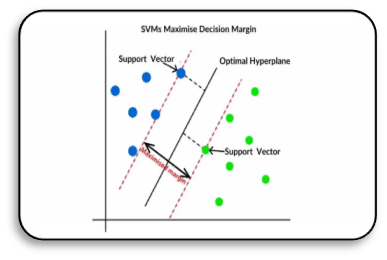 SVMs Maximise Decision Margin
Support Vector
Optimal Hyperplane
Support Vector
Maximised margin